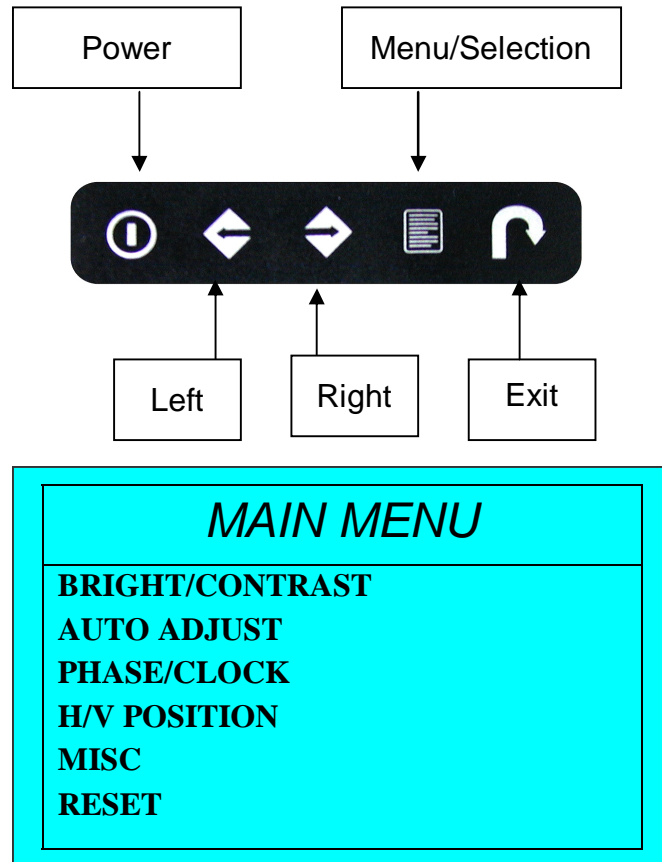 Power
Menu/Selection
Left
Right
Exit
MAIN MENU
BRIGHT/CONTRAST
AUTO ADJUST
PHASE/CLOCK
H/V POSITION
MISC
RESET